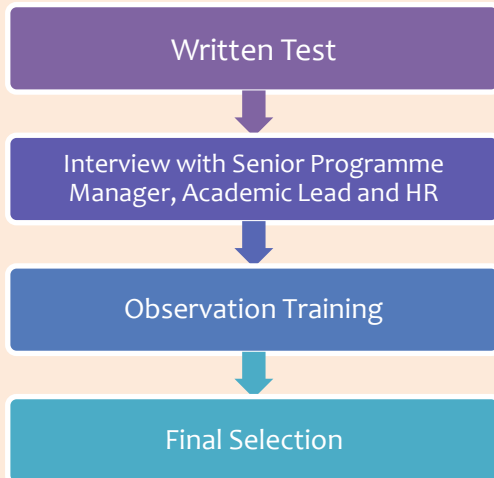 Written Test
Interview with Senior Programme
Manager, Academic Lead and HR
Observation Training
Final Selection